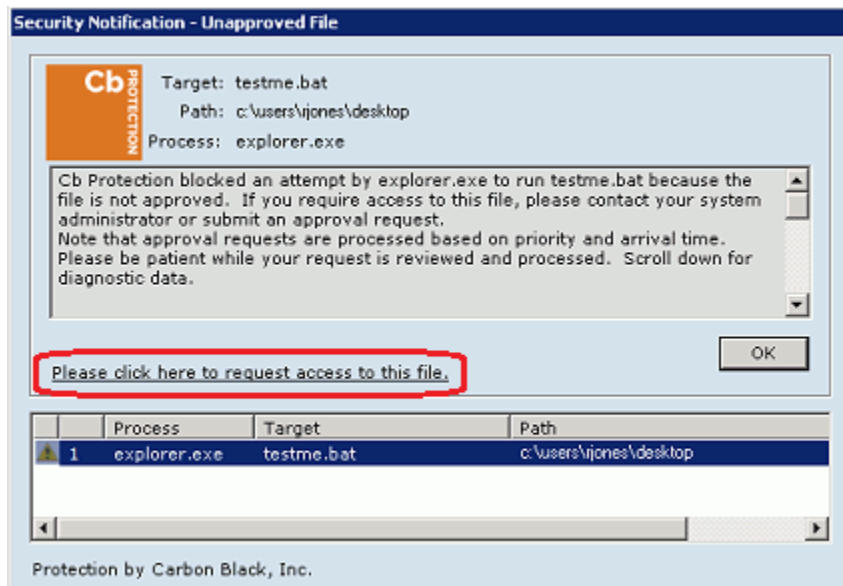 Security Notification - Unapproved File
Cb PROTECTION
Target: testme.bat
Path: c:\users\rjones\desktop
Process: explorer.exe
Cb Protection blocked an attempt by explorer.exe to run testme.bat because the
file is not approved. If you require access to this file, please contact your system
administrator or submit an approval request.
Note that approval requests are processed based on priority and arrival time.
Please be patient while your request is reviewed and processed. Scroll down for
diagnostic data.
OK
Please click here to request access to this file.
Process Target Path
1 explorer.exe testme.bat c:\users\rjones\desktop
Protection by Carbon Black, Inc.